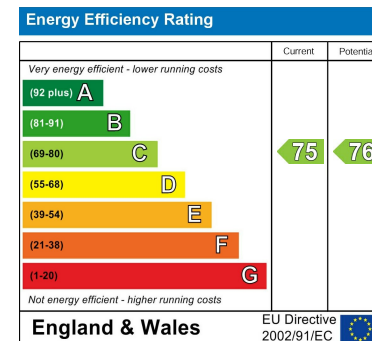 Energy Efficiency Rating
Current Potentia
Very energy efficient - lower running costs
(92 plus) A
(81-91) B
(69-80) C 75 76
(55-68) D
(39-54) E
(21-38) F
(1-20) G
Not energy efficient - higher running costs
England & Wales
EU Directive
2002/91/EC